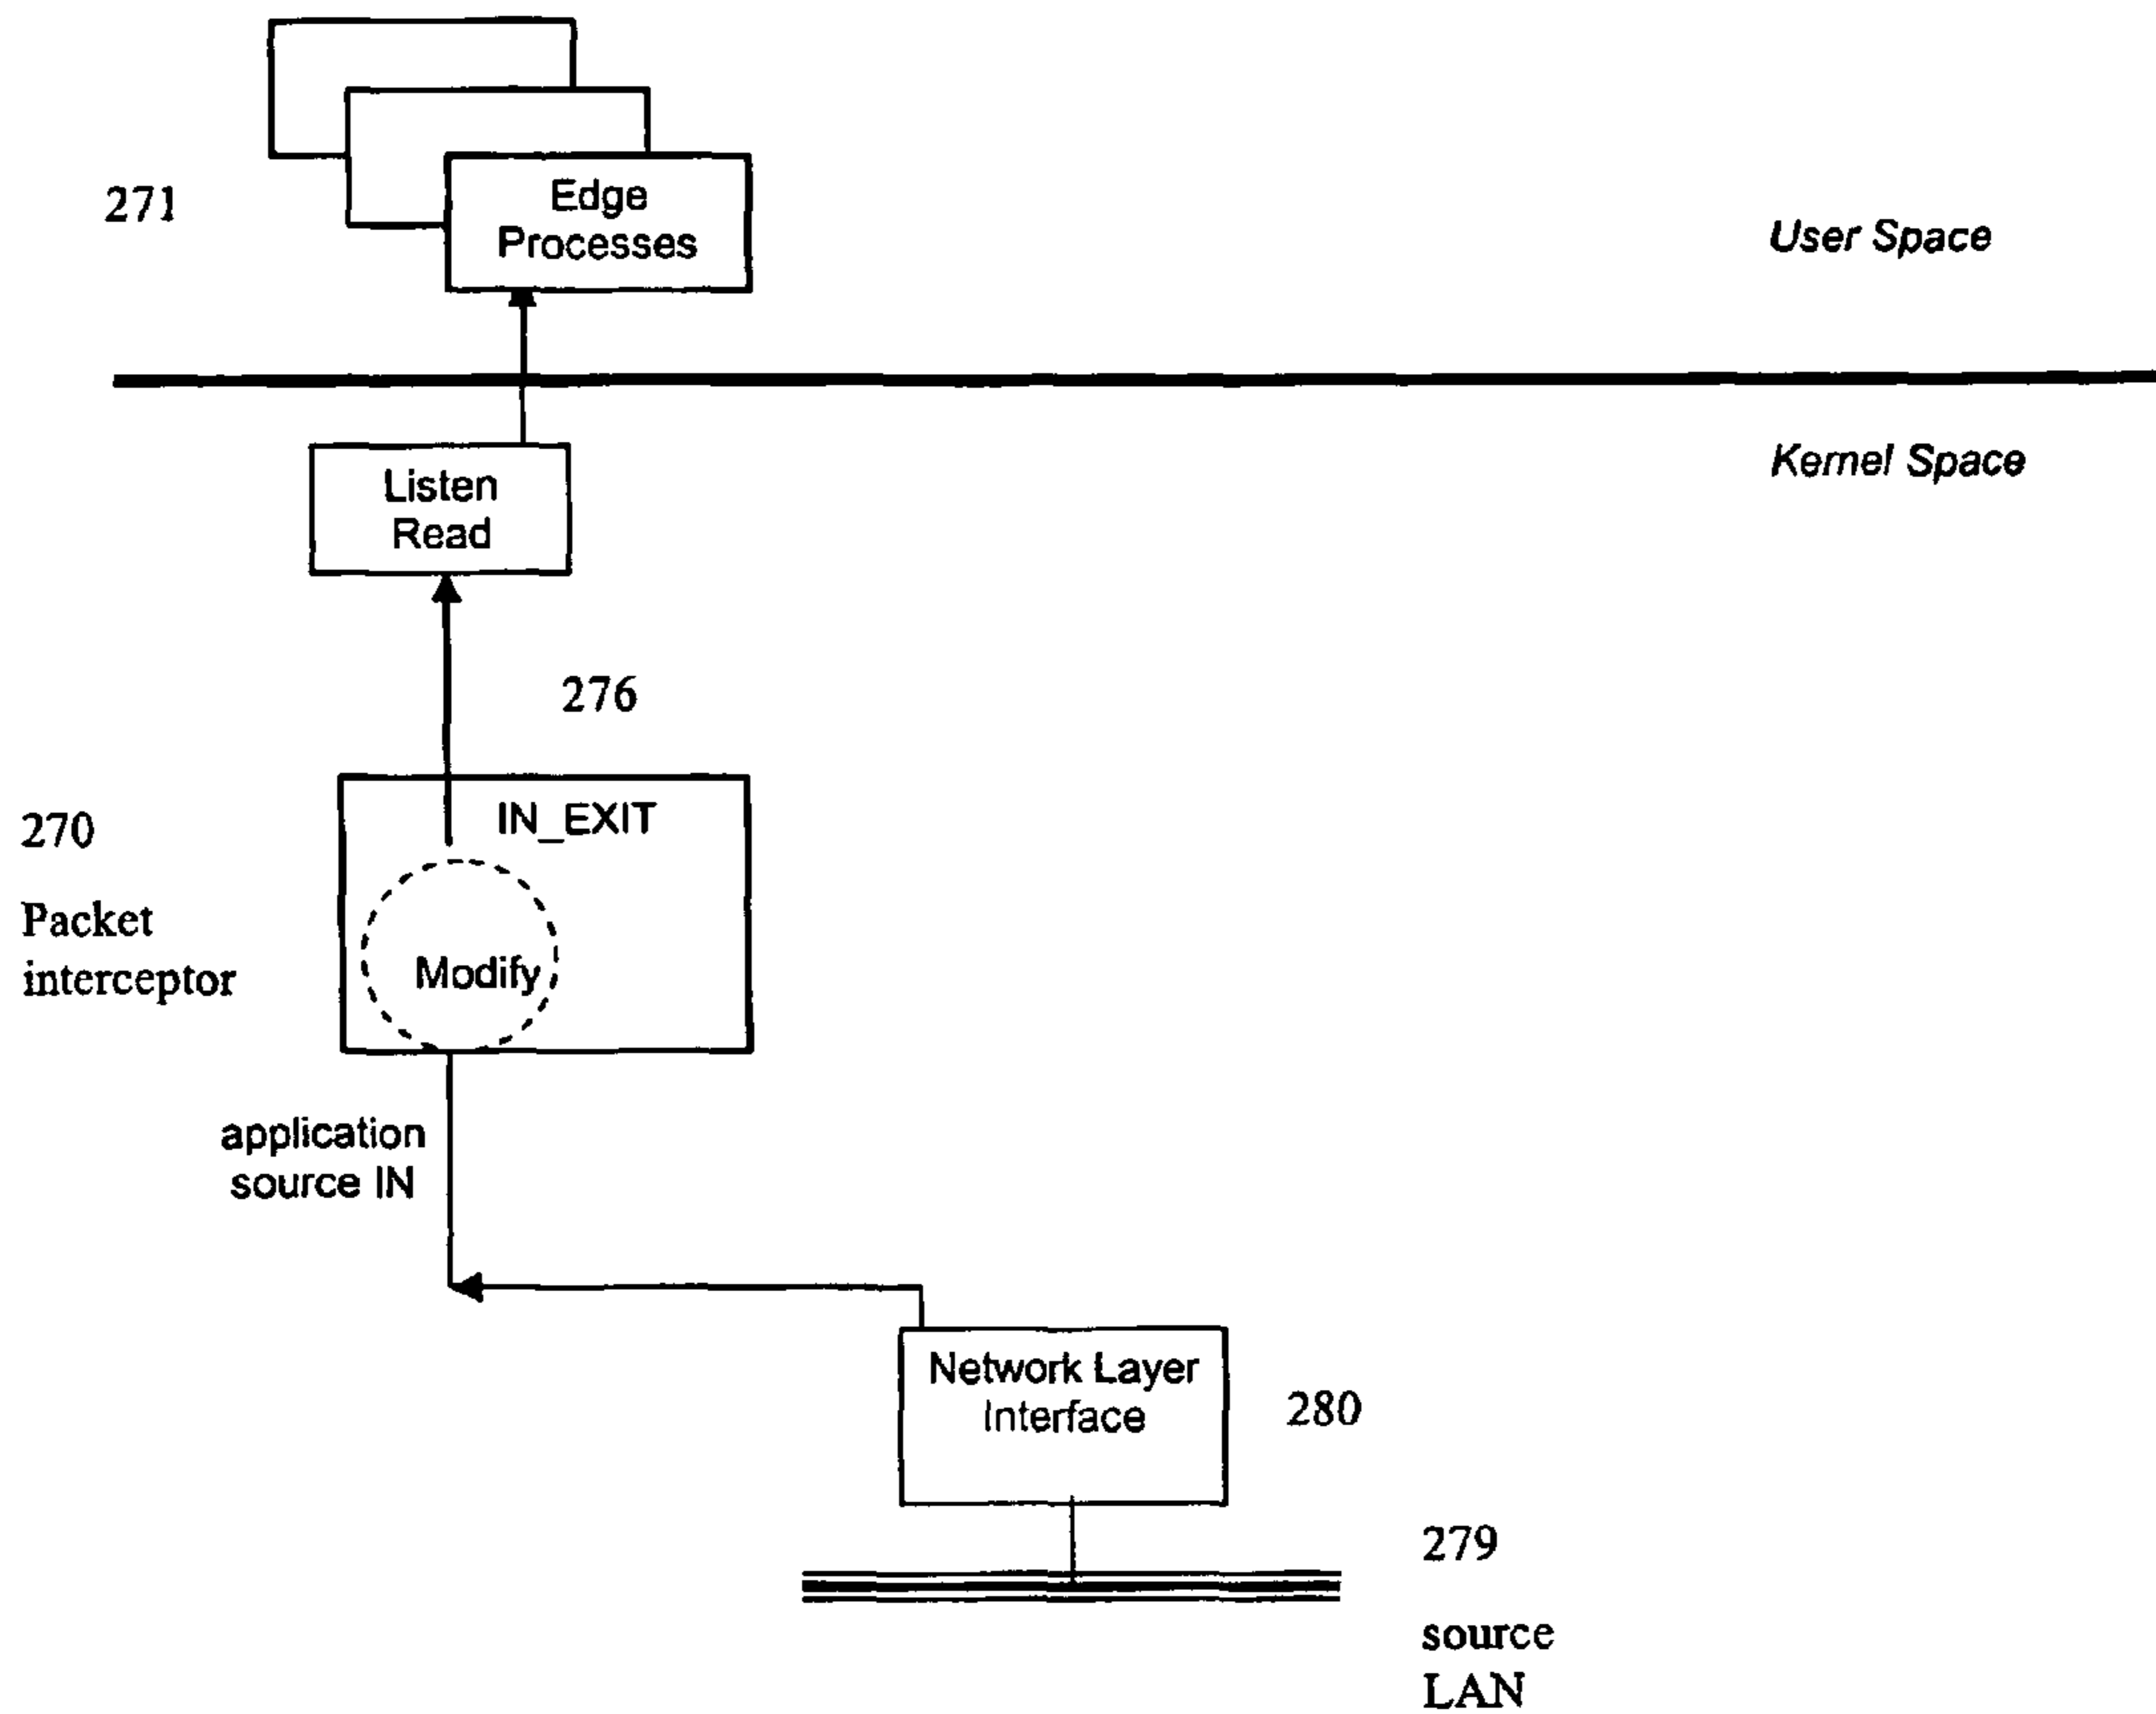 271
Edge
Processes
User Space
Kernel Space
Listen
Read
276
270
Packet
interceptor
IN_EXIT
Modify
application
source IN
Network Layer
Interface
280
279
source
LAN